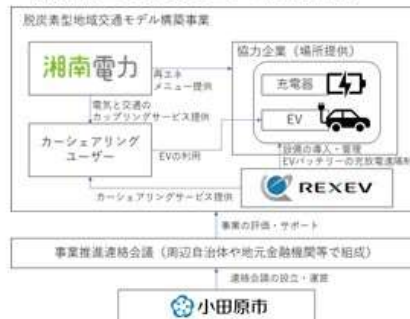 脱炭素型地域交通モデル構築事業
湘南電力
再エネ
メニュー提供
協力企業（場所提供）
充電器
EV
電気と交通の
カップリングサービス提供
カーシェアリング
ユーザー
EVの利用
設備の導入・管理
EVバッテリーの充放電遠隔制
REXEV
カーシェアリングサービス提供
事業の評価・サポート
事業推進連絡会議（周辺自治体や地元金融機関等で組成）
連絡会議の設立・運営
小田原市